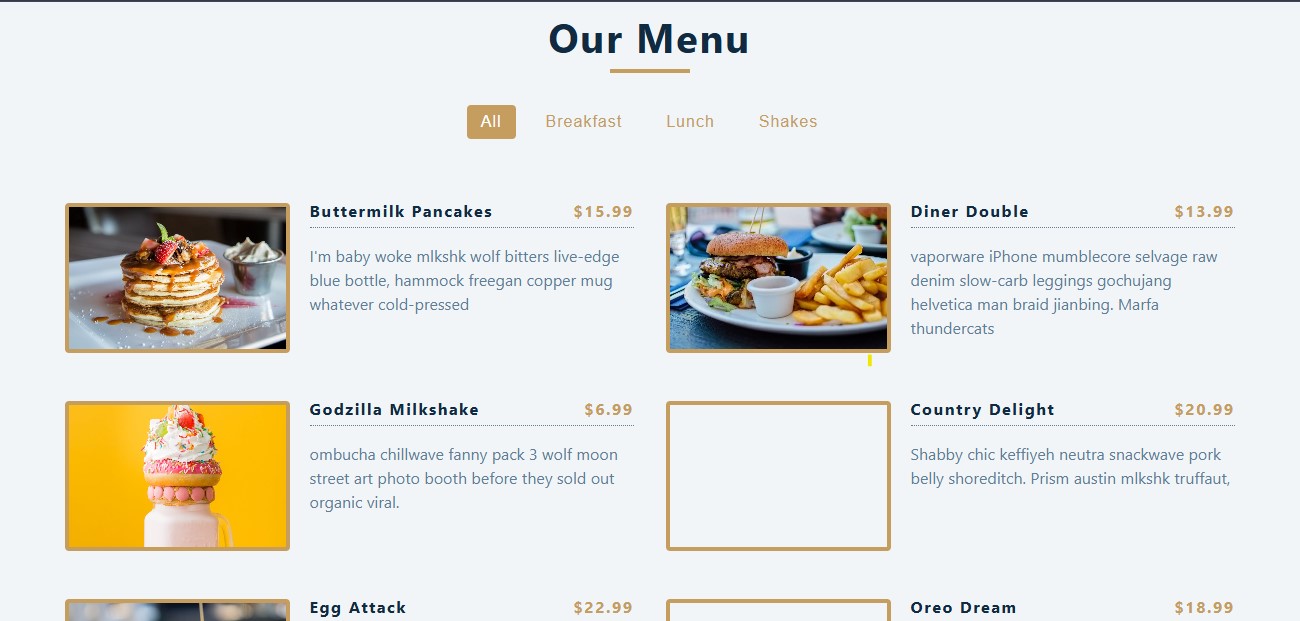 Our Menu
All
Breakfast
Lunch
Shakes
Buttermilk Pancakes
$15.99
I'm baby woke mlkshk wolf bitters live-edge
blue bottle, hammock freegan copper mug
whatever cold-pressed
Diner Double
$13.99
vaporware iPhone mumblecore selvage raw
denim slow-carb leggings gochujang
helvetica man braid jianbing. Marfa
thundercats
Godzilla Milkshake
$6.99
ombucha chillwave fanny pack 3 wolf moon
street art photo booth before they sold out
organic viral.
Country Delight
$20.99
Shabby chic keffiyeh neutra snackwave pork
belly shoreditch. Prism austin mlkshk truffaut,
Egg Attack
$22.99
Oreo Dream
$18.99